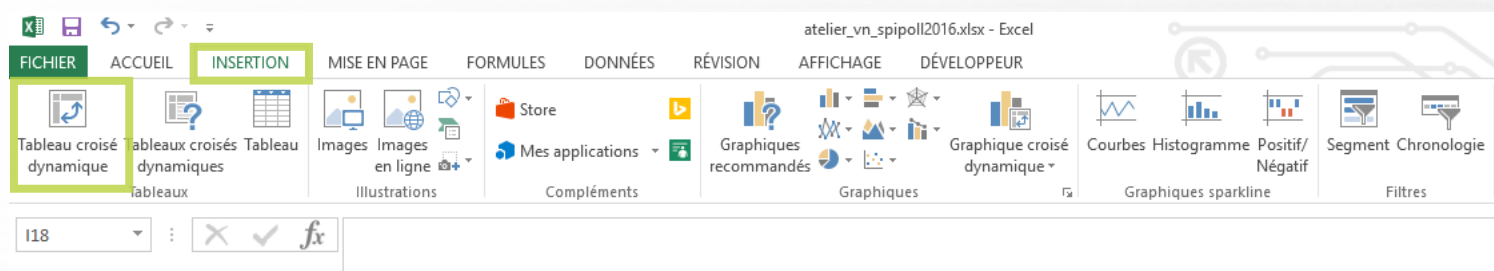 atelier_vn_spipoll2016.xlsx - Excel
FICHIER ACCUEIL INSERTION MISE EN PAGE FORMULES DONNÉES RÉVISION AFFICHAGE DÉVELOPPEUR
Tableau croisé dynamique
Tableaux croisés dynamiques
Tableau
Tableaux
Images
Images en ligne
Illustrations
Store
Mes applications
Compléments
Graphiques recommandés
Graphique croisé dynamique
Graphiques
Courbes
Histogramme
Positif/ Négatif
Graphiques sparkline
Segment
Chronologie
Filtres
I18
fx